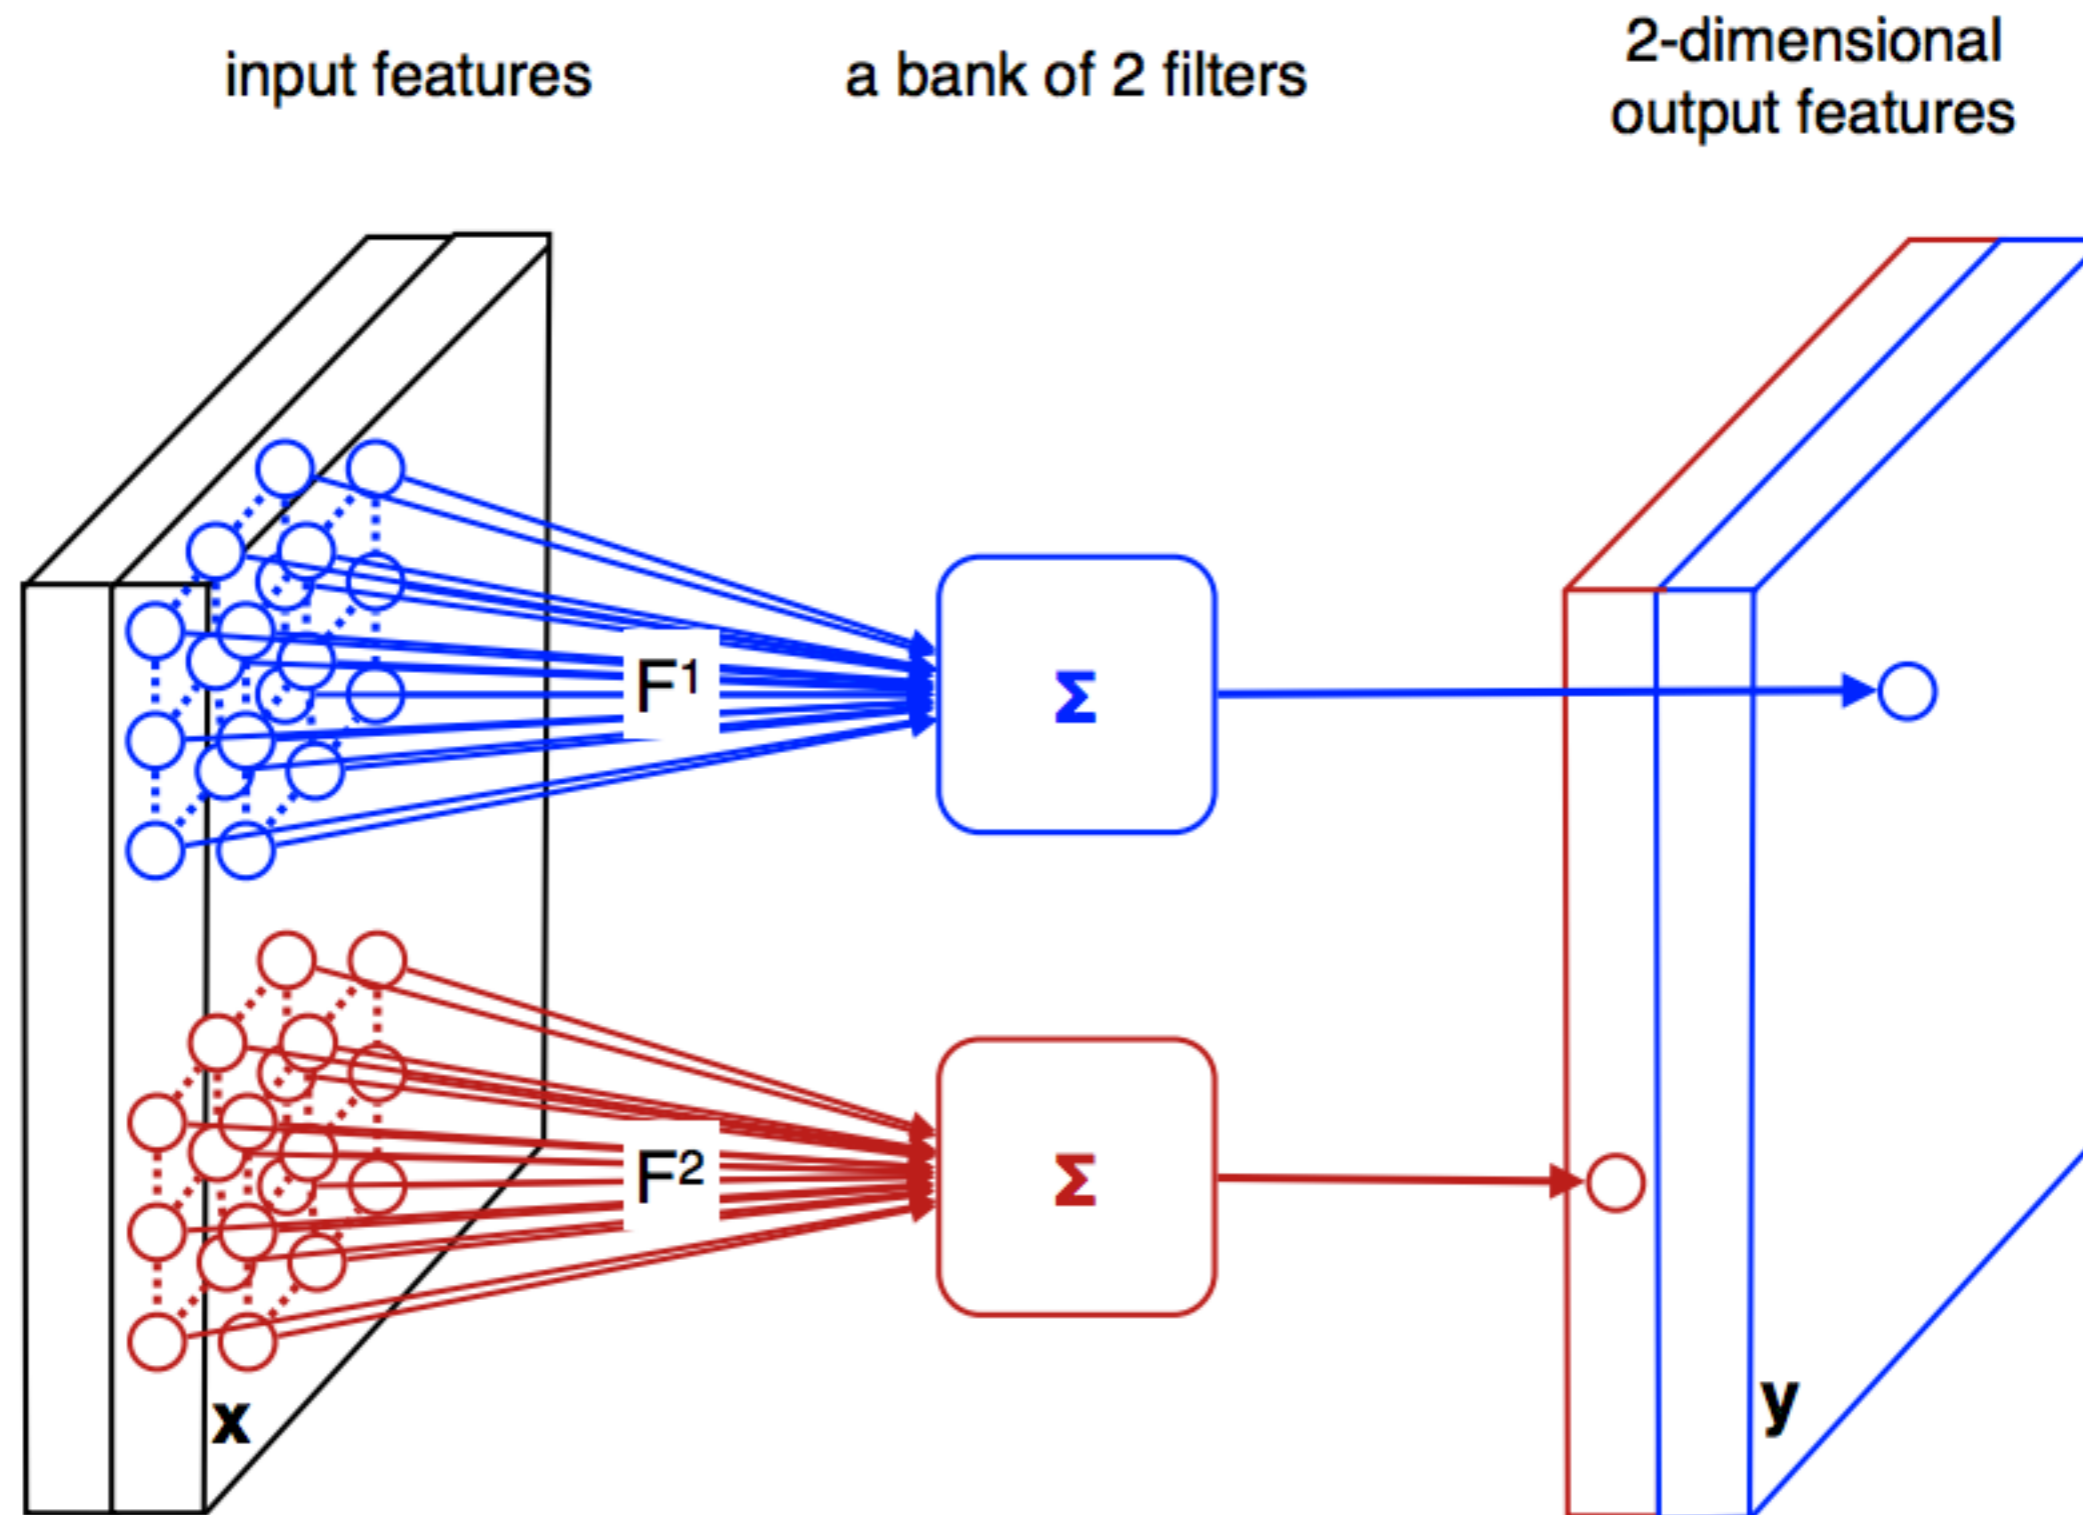 input features
a bank of 2 filters
2-dimensional
output features
F¹
Σ
F²
Σ
x
y